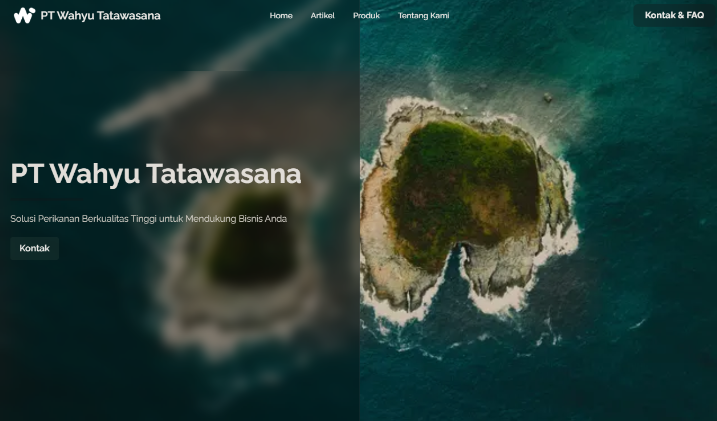 PT Wahyu Tatawasana
Home Artikel Produk Tentang Kami
Kontak & FAQ
PT Wahyu Tatawasana
Solusi Perikanan Berkualitas Tinggi untuk Mendukung Bisnis Anda
Kontak